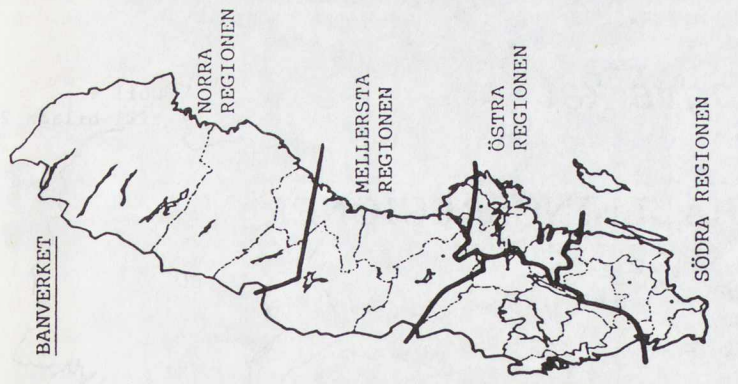 BANVERKET
NORRA
REGIONEN
MELLERSTA
REGIONEN
ÖSTRA
REGIONEN
SÖDRA REGIONEN